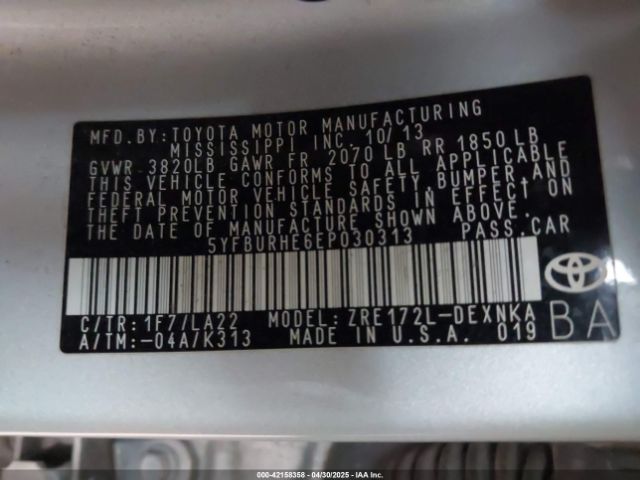 MFD.BY:TOYOTA MOTOR MANUFACTURING
MISSISSIPPI INC. 10/13
GVWR 3820LB GAWR FR 2070 LB RR 1850 LB
THIS VEHICLE CONFORMS TO ALL APPLICABLE
FEDERAL MOTOR VEHICLE SAFETY,BUMPER,AND
THEFT PREVENTION STANDARDS IN EFFECT ON
THE DATE OF MANUFACTURE SHOWN ABOVE.
5YFBURHE6EP030313 PASS.CAR
C/TR:1F7/LA22 MODEL:ZRE172L-DEXNKA
A/TM:-04A/K313 MADE IN U.S.A. 019
BA
000-42158358 - 04/30/2025 - IAA Inc.